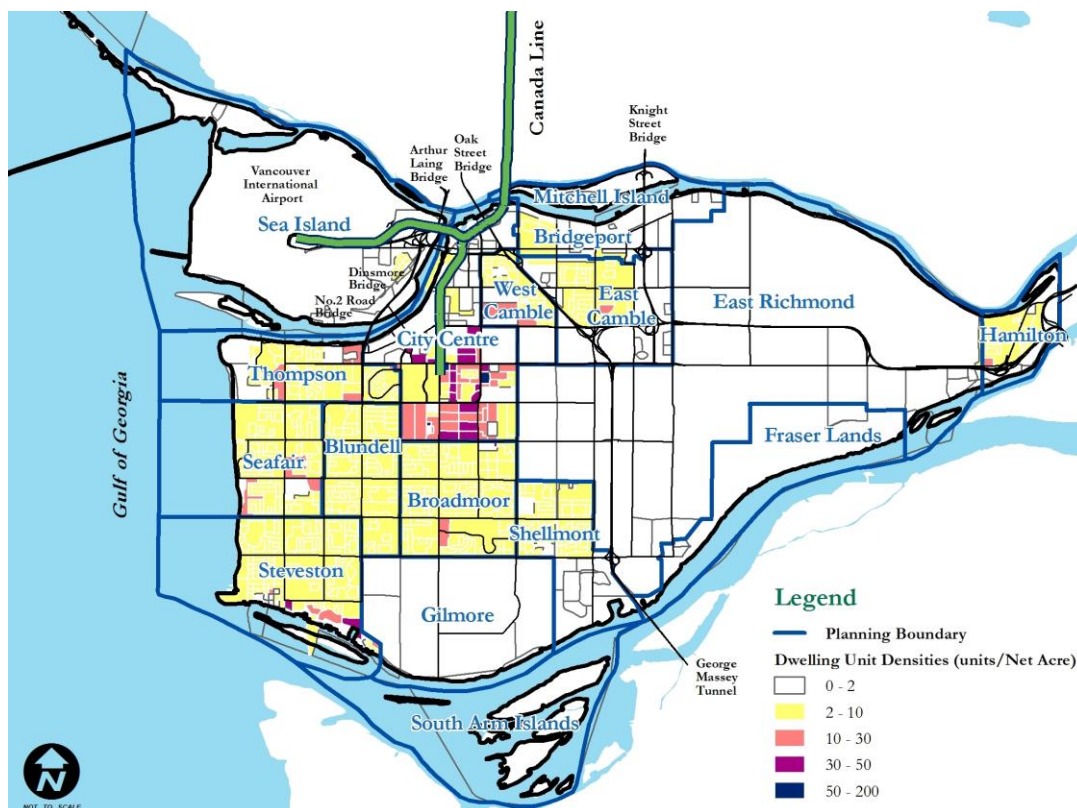 Canada Line
Knight
Street
Bridge
Oak
Street
Bridge
Arthur
Laing
Bridge
Vancouver
International
Airport
Mitchell Island
Sea Island
Bridgeport
Dinsmore
Bridge
West
Cambie
East
Cambie
East Richmond
No.2 Road
Bridge
City Centre
Hamilton
Thompson
Gulf of Georgia
Fraser Lands
Blundell
Seafair
Broadmoor
Shellmont
Steveston
Gilmore
Legend
Planning Boundary
Dwelling Unit Densities (units/Net Acre)
0 - 2
2 - 10
10 - 30
30 - 50
50 - 200
George
Massey
Tunnel
South Arm Islands
N
NOT TO SCALE